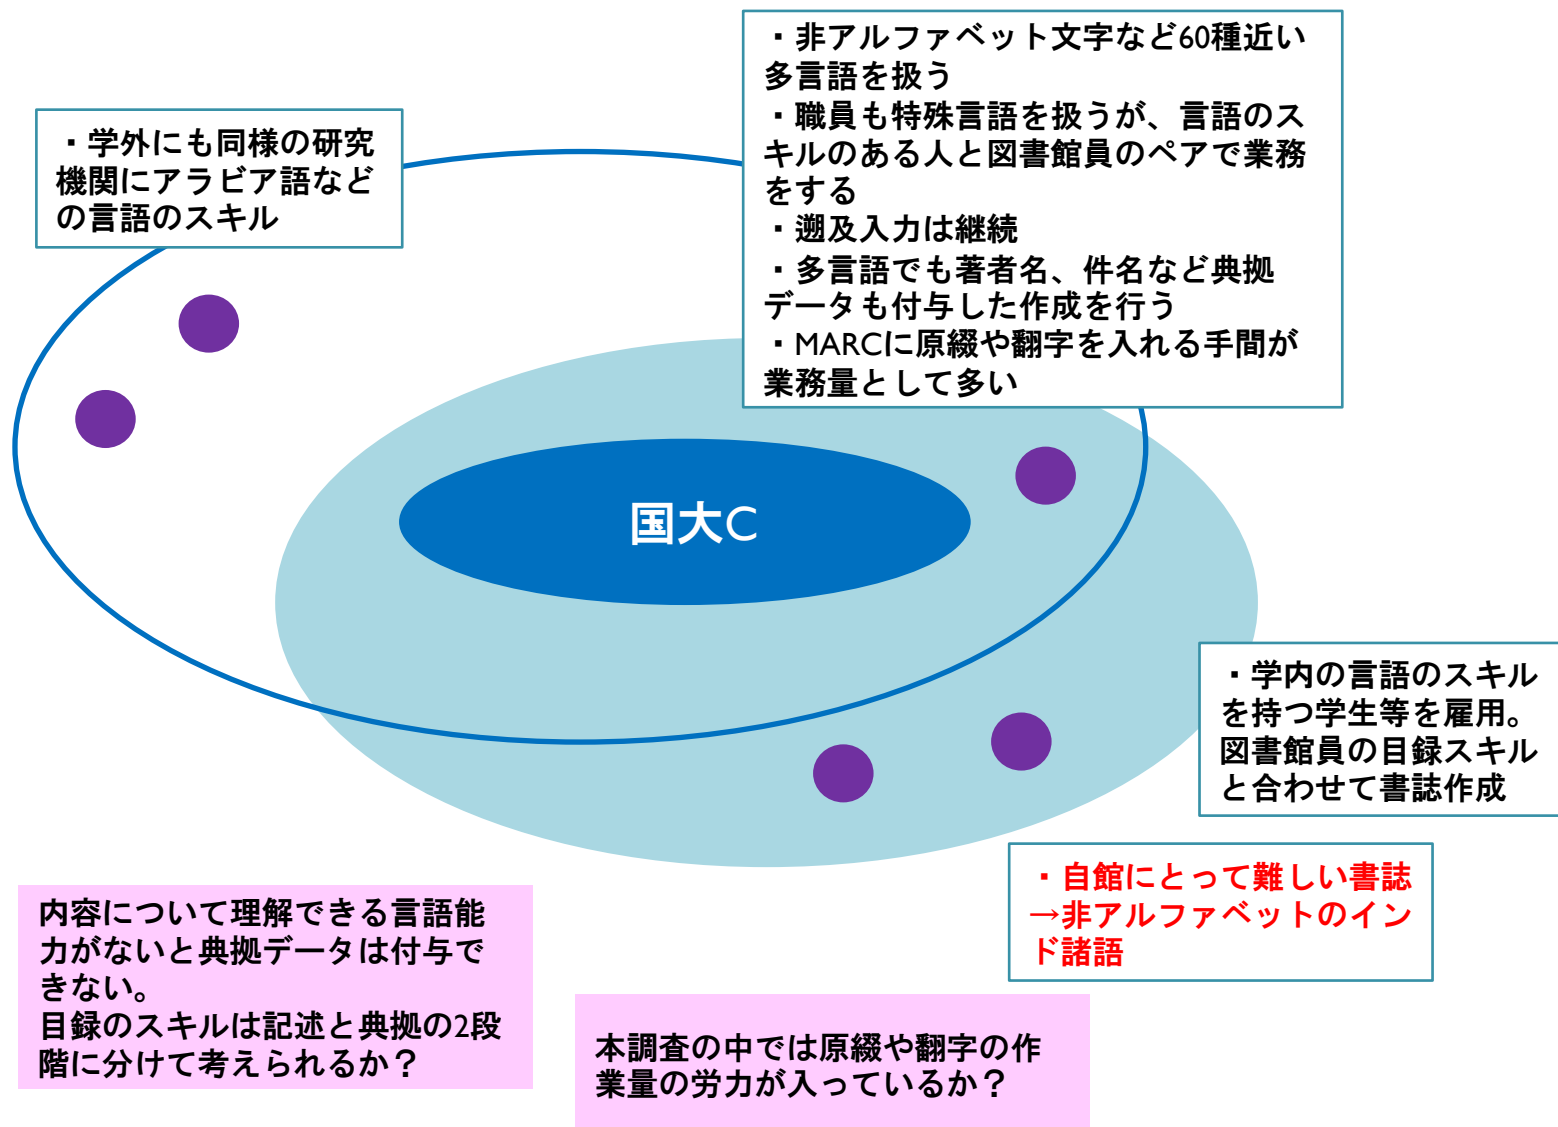 ・非アルファベット文字など60種近い
多言語を扱う
・職員も特殊言語を扱うが、言語のス
キルのある人と図書館員のペアで業務
をする
・遡及入力は継続
・多言語でも著者名、件名など典拠
データも付与した作成を行う
・MARCに原綴や翻字を入れる手間が
業務量として多い
・学外にも同様の研究
機関にアラビア語など
の言語のスキル
国大C
・学内の言語のスキル
を持つ学生等を雇用。
図書館員の目録スキル
と合わせて書誌作成
・自館にとって難しい書誌
→非アルファベットのイン
ド諸語
内容について理解できる言語能
力がないと典拠データは付与で
きない。
目録のスキルは記述と典拠の2段
階に分けて考えられるか？
本調査の中では原綴や翻字の作
業量の労力が入っているか？